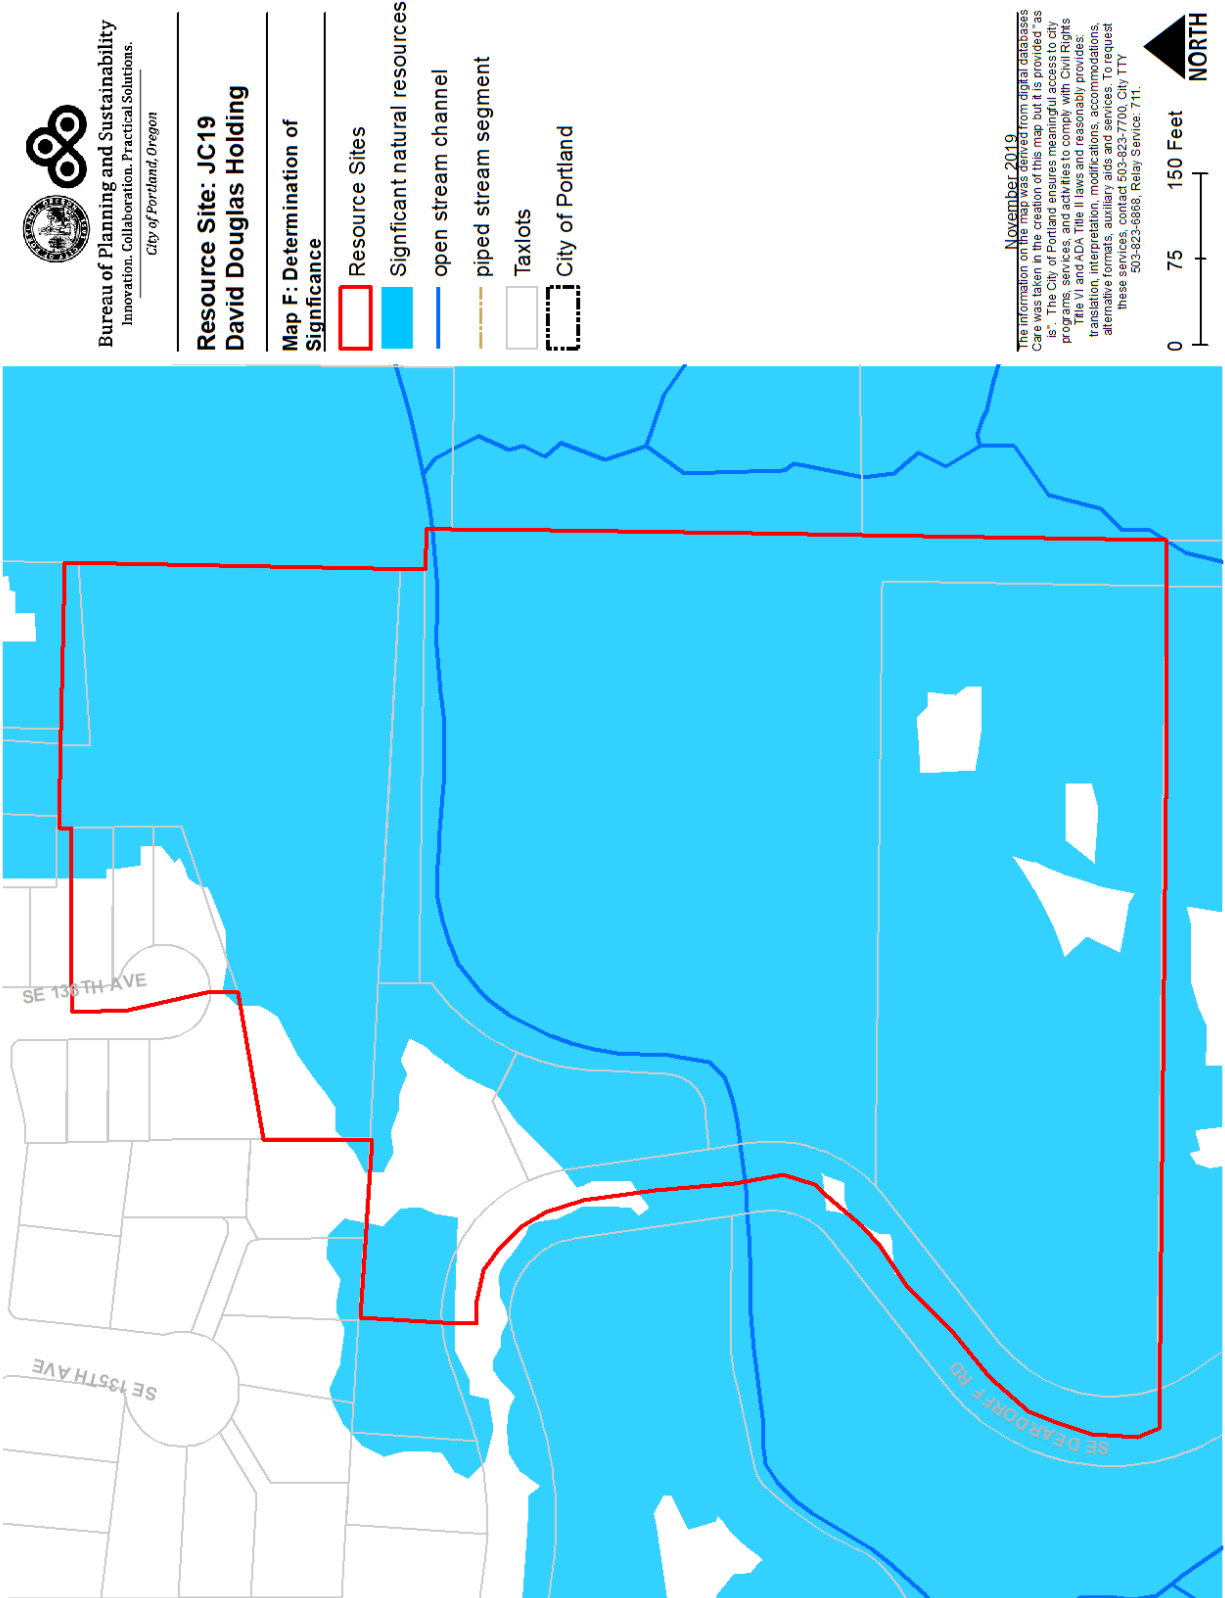 Bureau of Planning and Sustainability
Innovation. Collaboration. Practical Solutions.
City of Portland, Oregon
Resource Site: JC19
David Douglas Holding
Map F: Determination of
Signficance
Resource Sites
Signficant natural resources
open stream channel
piped stream segment
Taxlots
City of Portland
November 2019
The information on the map was derived from digital databases
Care was taken in the creation of this map but it is provided "as
is". The City of Portland ensures meaningful access to city
programs, services, and activities to comply with Civil Rights
Title VI and ADA Title II laws and reasonably provides:
translation, interpretation, modifications, accommodations,
alternative formats, auxiliary aids and services. To request
these services, contact 503-823-7700, City TTY
503-823-6868, Relay Service: 711.
0 75 150 Feet
NORTH
SE 138TH AVE
SE 135TH AVE
SE DEARDORFF RD